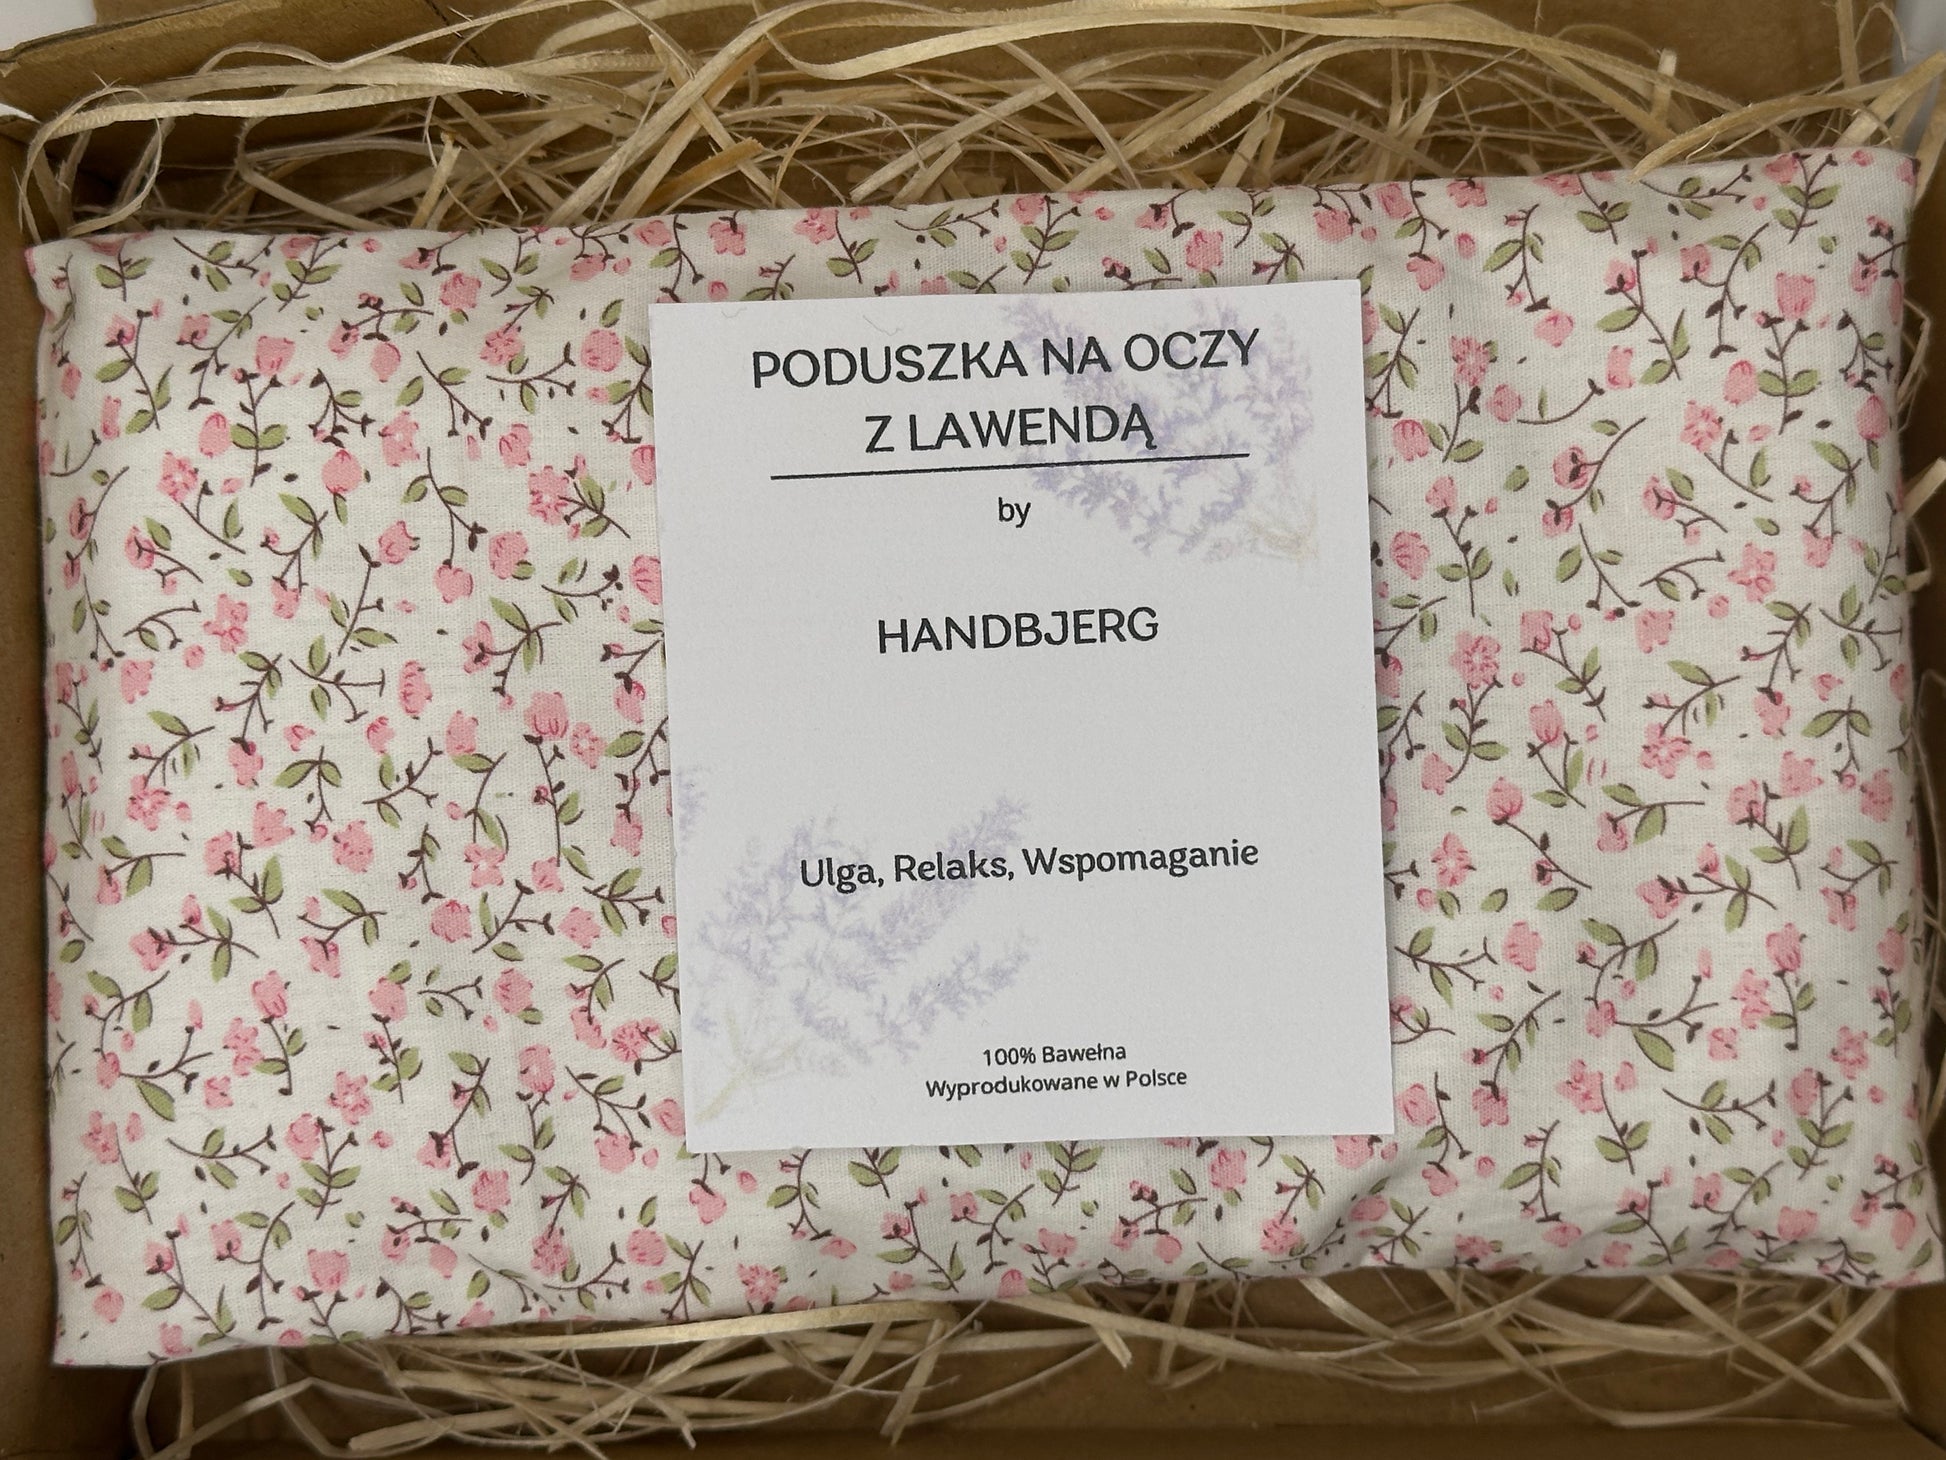 PODUSZKA NA OCZY
Z LAWENDĄ
by
HANDBJERG
Ulga, Relaks, Wspomaganie
100% Bawełna
Wyprodukowane w Polsce